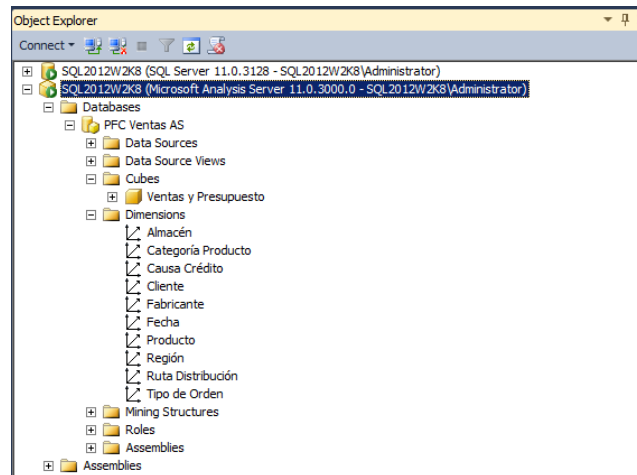 Object Explorer
Connect
SQL2012W2K8 (SQL Server 11.0.3128 - SQL2012W2K8\Administrator)
SQL2012W2K8 (Microsoft Analysis Server 11.0.3000.0 - SQL2012W2K8\Administrator)
Databases
PFC Ventas AS
Data Sources
Data Source Views
Cubes
Ventas y Presupuesto
Dimensions
Almacén
Categoría Producto
Causa Crédito
Cliente
Fabricante
Fecha
Producto
Región
Ruta Distribución
Tipo de Orden
Mining Structures
Roles
Assemblies
Assemblies